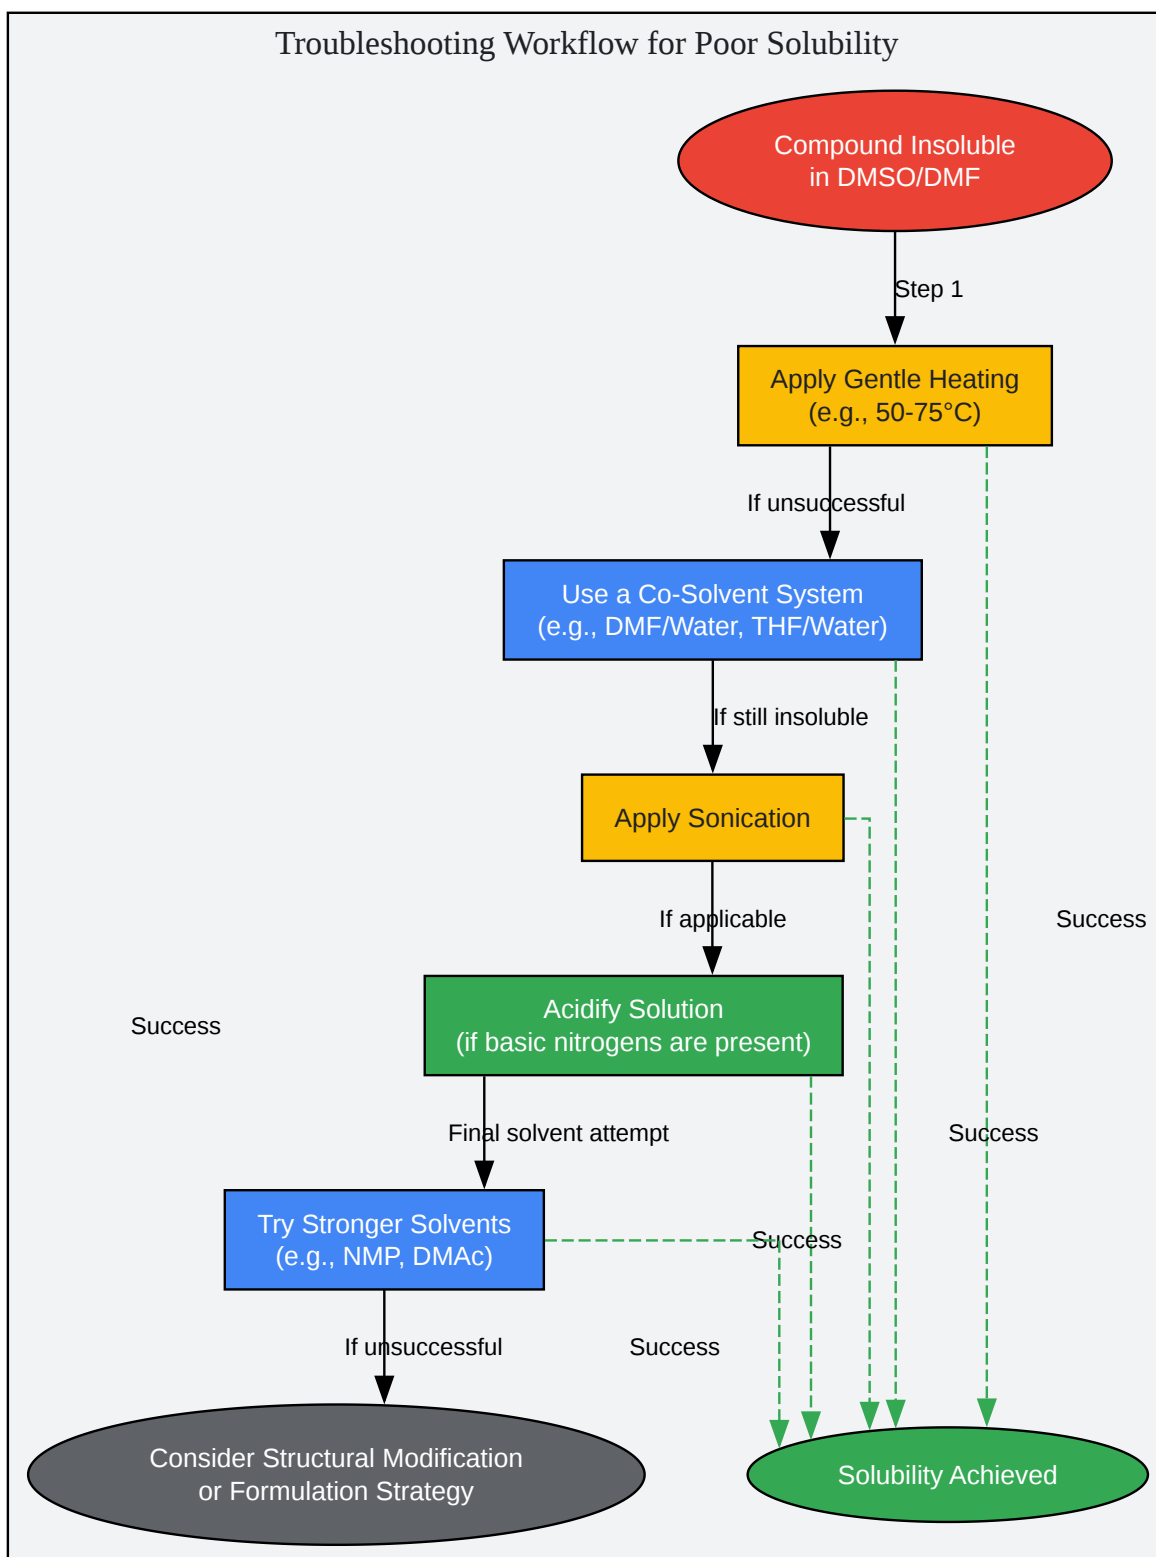 Troubleshooting Workflow for Poor Solubility
Compound Insoluble
in DMSO/DMF
Step 1
Apply Gentle Heating
(e.g., 50-75°C)
If unsuccessful
Use a Co-Solvent System
(e.g., DMF/Water, THF/Water)
If still insoluble
Apply Sonication
If applicable
Success
Acidify Solution
(if basic nitrogens are present)
Success
Final solvent attempt
Success
Try Stronger Solvents
(e.g., NMP, DMAc)
Success
If unsuccessful
Success
Consider Structural Modification
or Formulation Strategy
Solubility Achieved